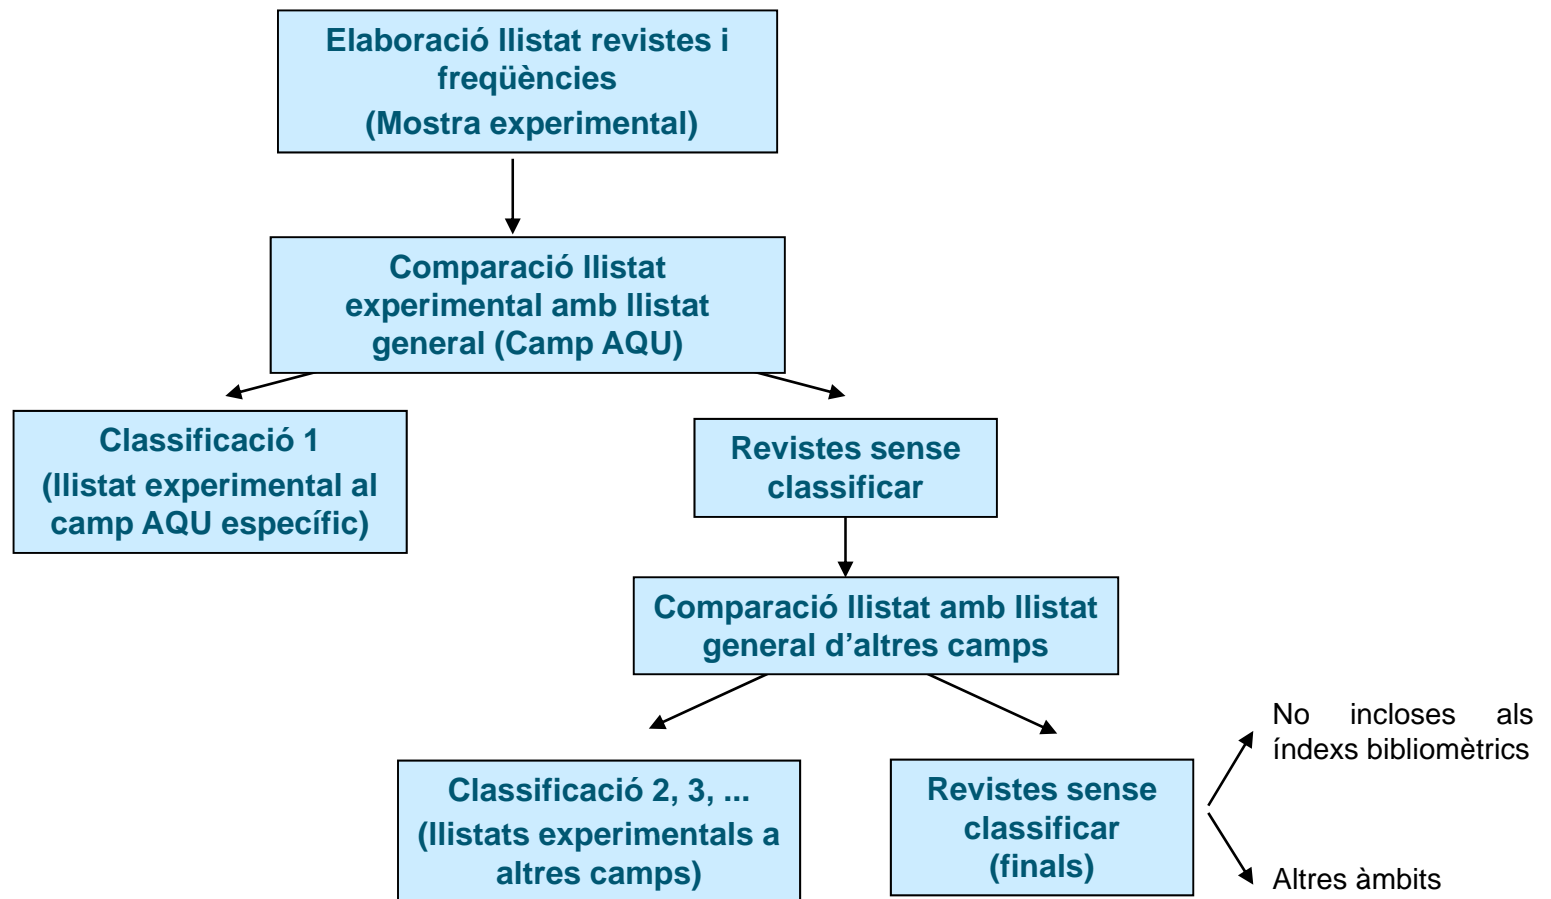 Elaboració llistat revistes i
freqüències
(Mostra experimental)
Comparació llistat
experimental amb llistat
general (Camp AQU)
Classificació 1
(llistat experimental al
camp AQU específic)
Revistes sense
classificar
Comparació llistat amb llistat
general d’altres camps
Classificació 2, 3, ...
(llistats experimentals a
altres camps)
Revistes sense
classificar
(finals)
No incloses als
índexs bibliomètrics
Altres àmbits